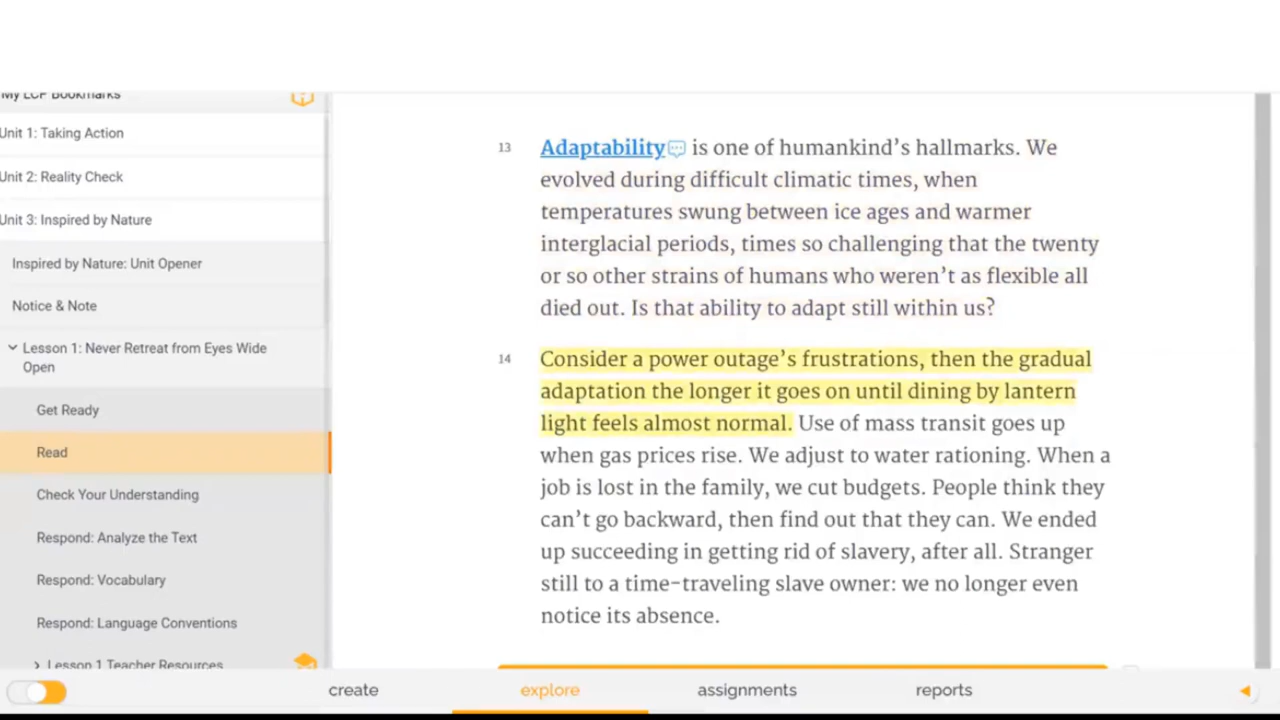 My LCP Bookmarks
Unit 1: Taking Action
Unit 2: Reality Check
Unit 3: Inspired by Nature
Inspired by Nature: Unit Opener
Notice & Note
Lesson 1: Never Retreat from Eyes Wide
Open
Get Ready
Read
Check Your Understanding
Respond: Analyze the Text
Respond: Vocabulary
Respond: Language Conventions
Lesson 1 Teacher Resources
13 Adaptability is one of humankind’s hallmarks. We
evolved during difficult climatic times, when
temperatures swung between ice ages and warmer
interglacial periods, times so challenging that the twenty
or so other strains of humans who weren’t as flexible all
died out. Is that ability to adapt still within us?
14 Consider a power outage’s frustrations, then the gradual
adaptation the longer it goes on until dining by lantern
light feels almost normal. Use of mass transit goes up
when gas prices rise. We adjust to water rationing. When a
job is lost in the family, we cut budgets. People think they
can’t go backward, then find out that they can. We ended
up succeeding in getting rid of slavery, after all. Stranger
still to a time-traveling slave owner: we no longer even
notice its absence.
create explore assignments reports